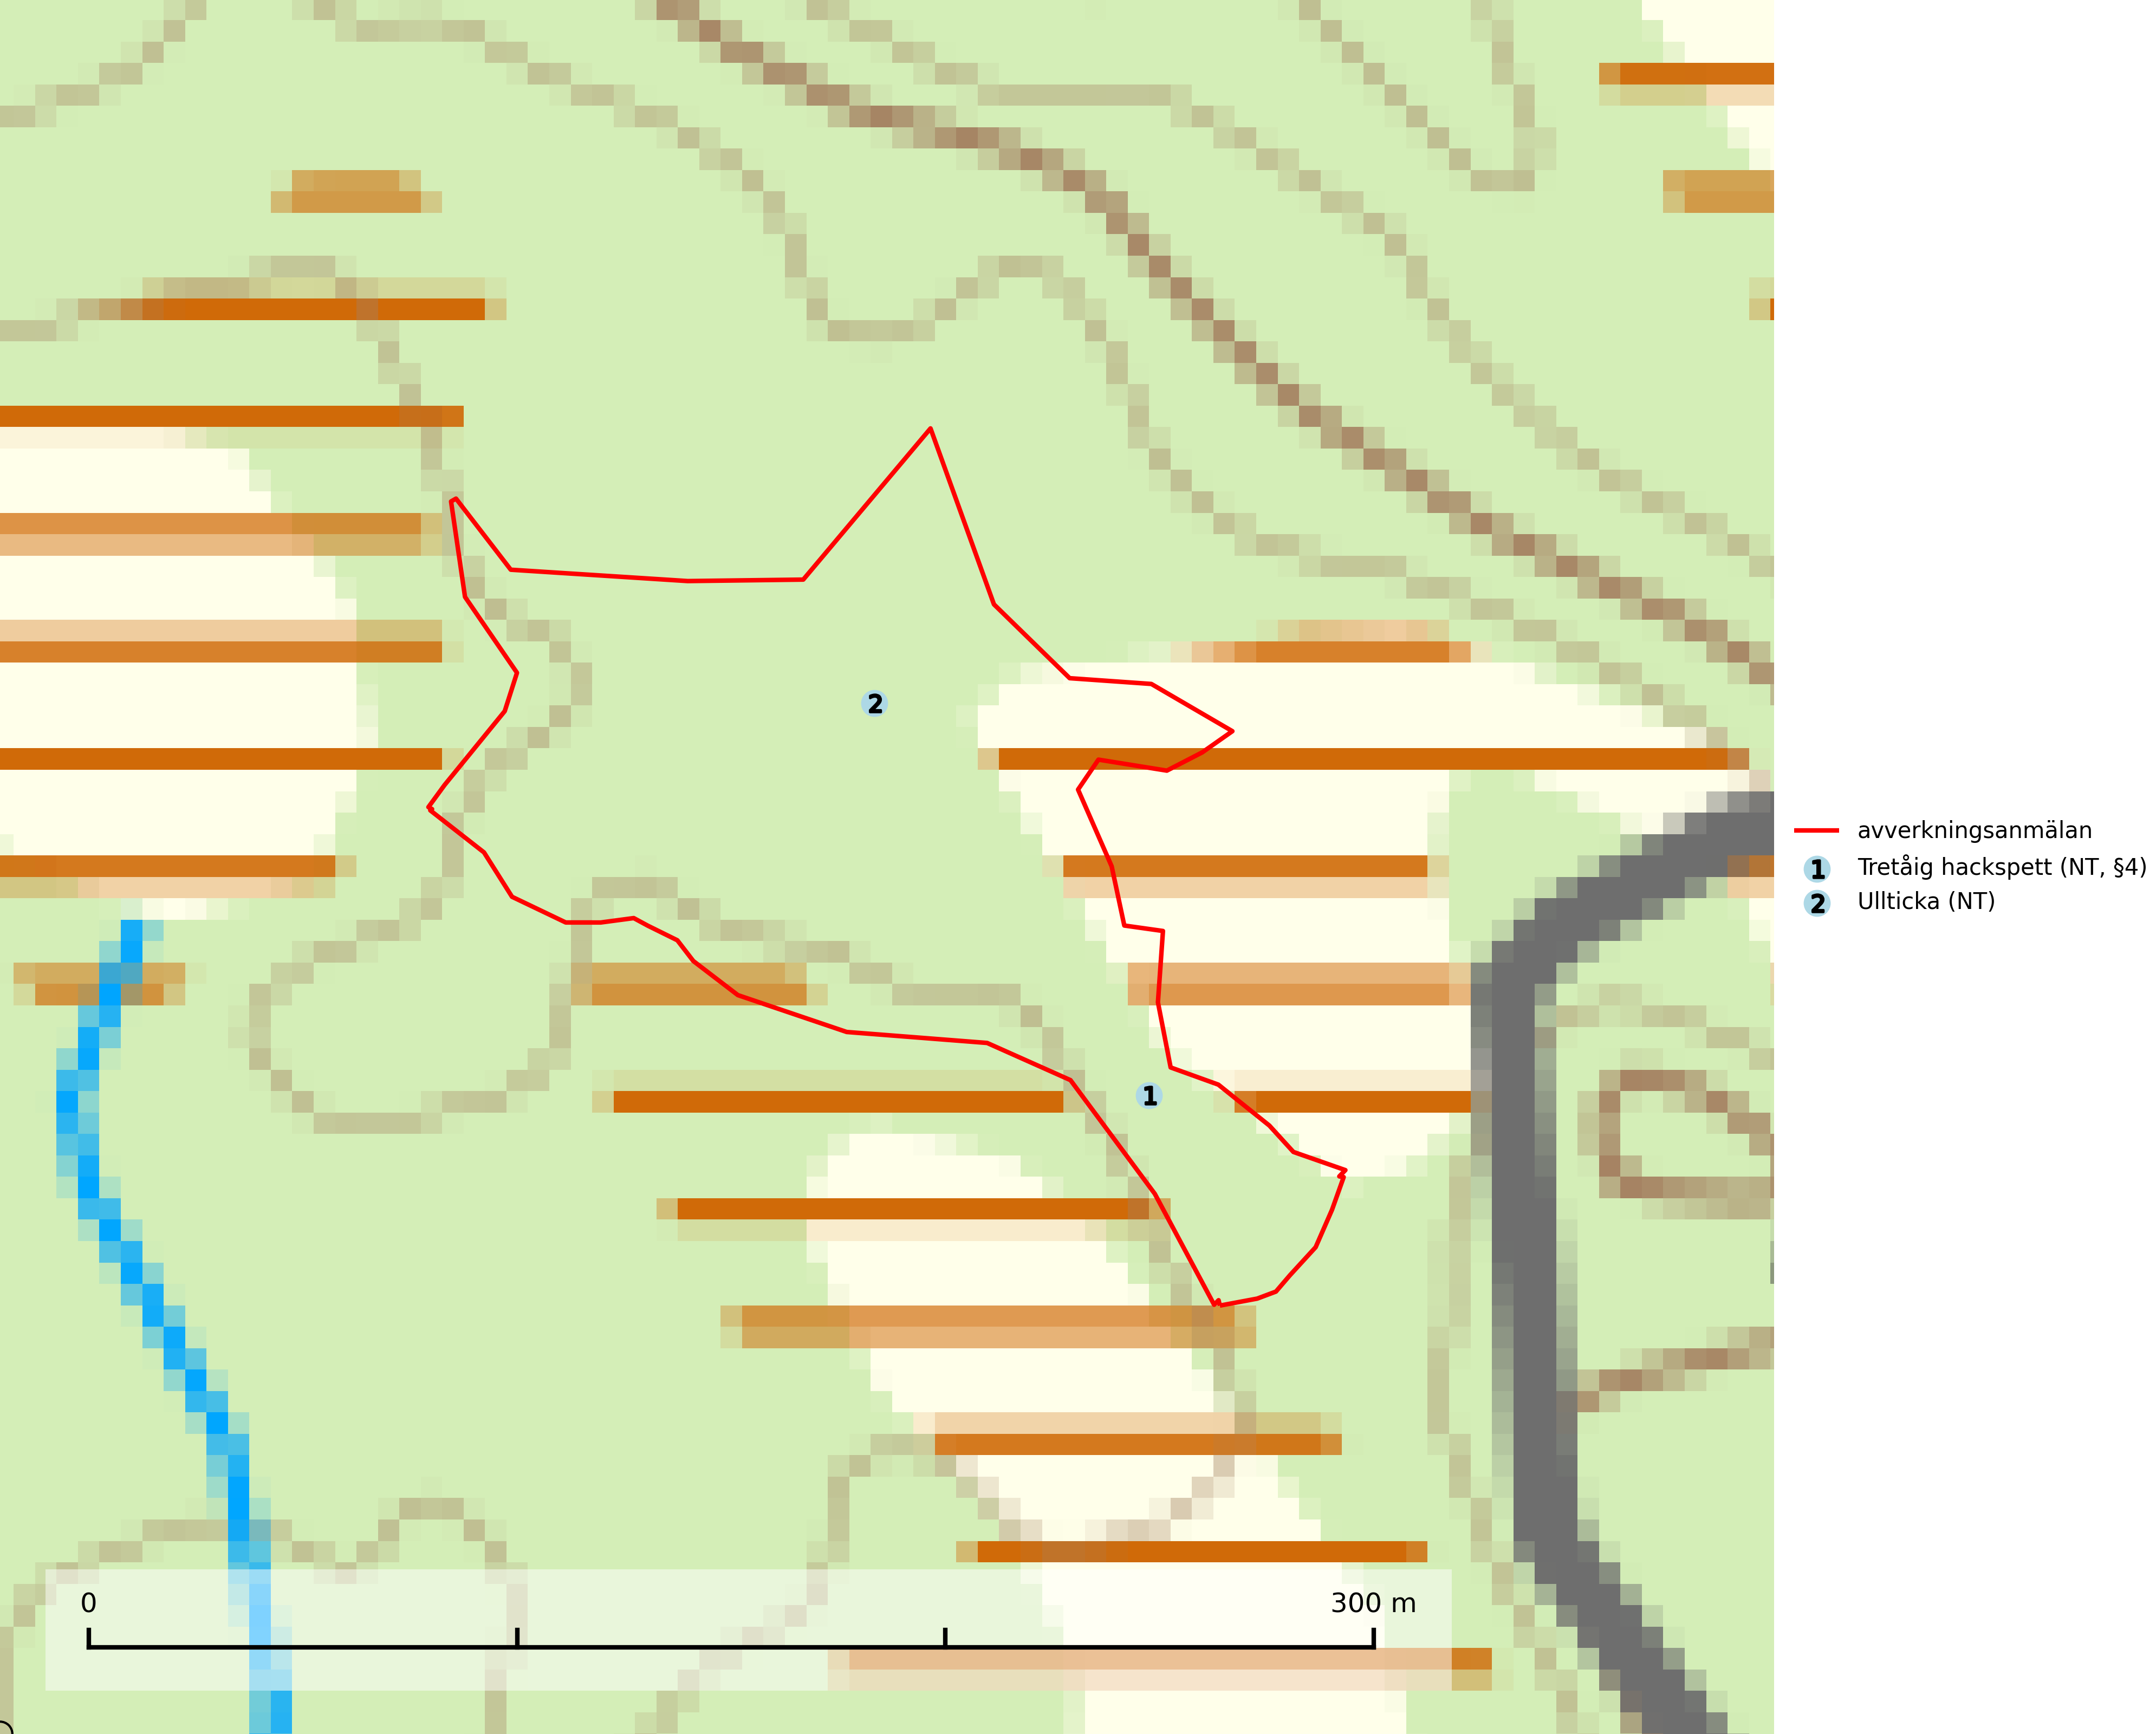 2
avverkningsanmälan
1 Tretåig hackspett (NT, §4)
2 Ullticka (NT)
1
0 300 m